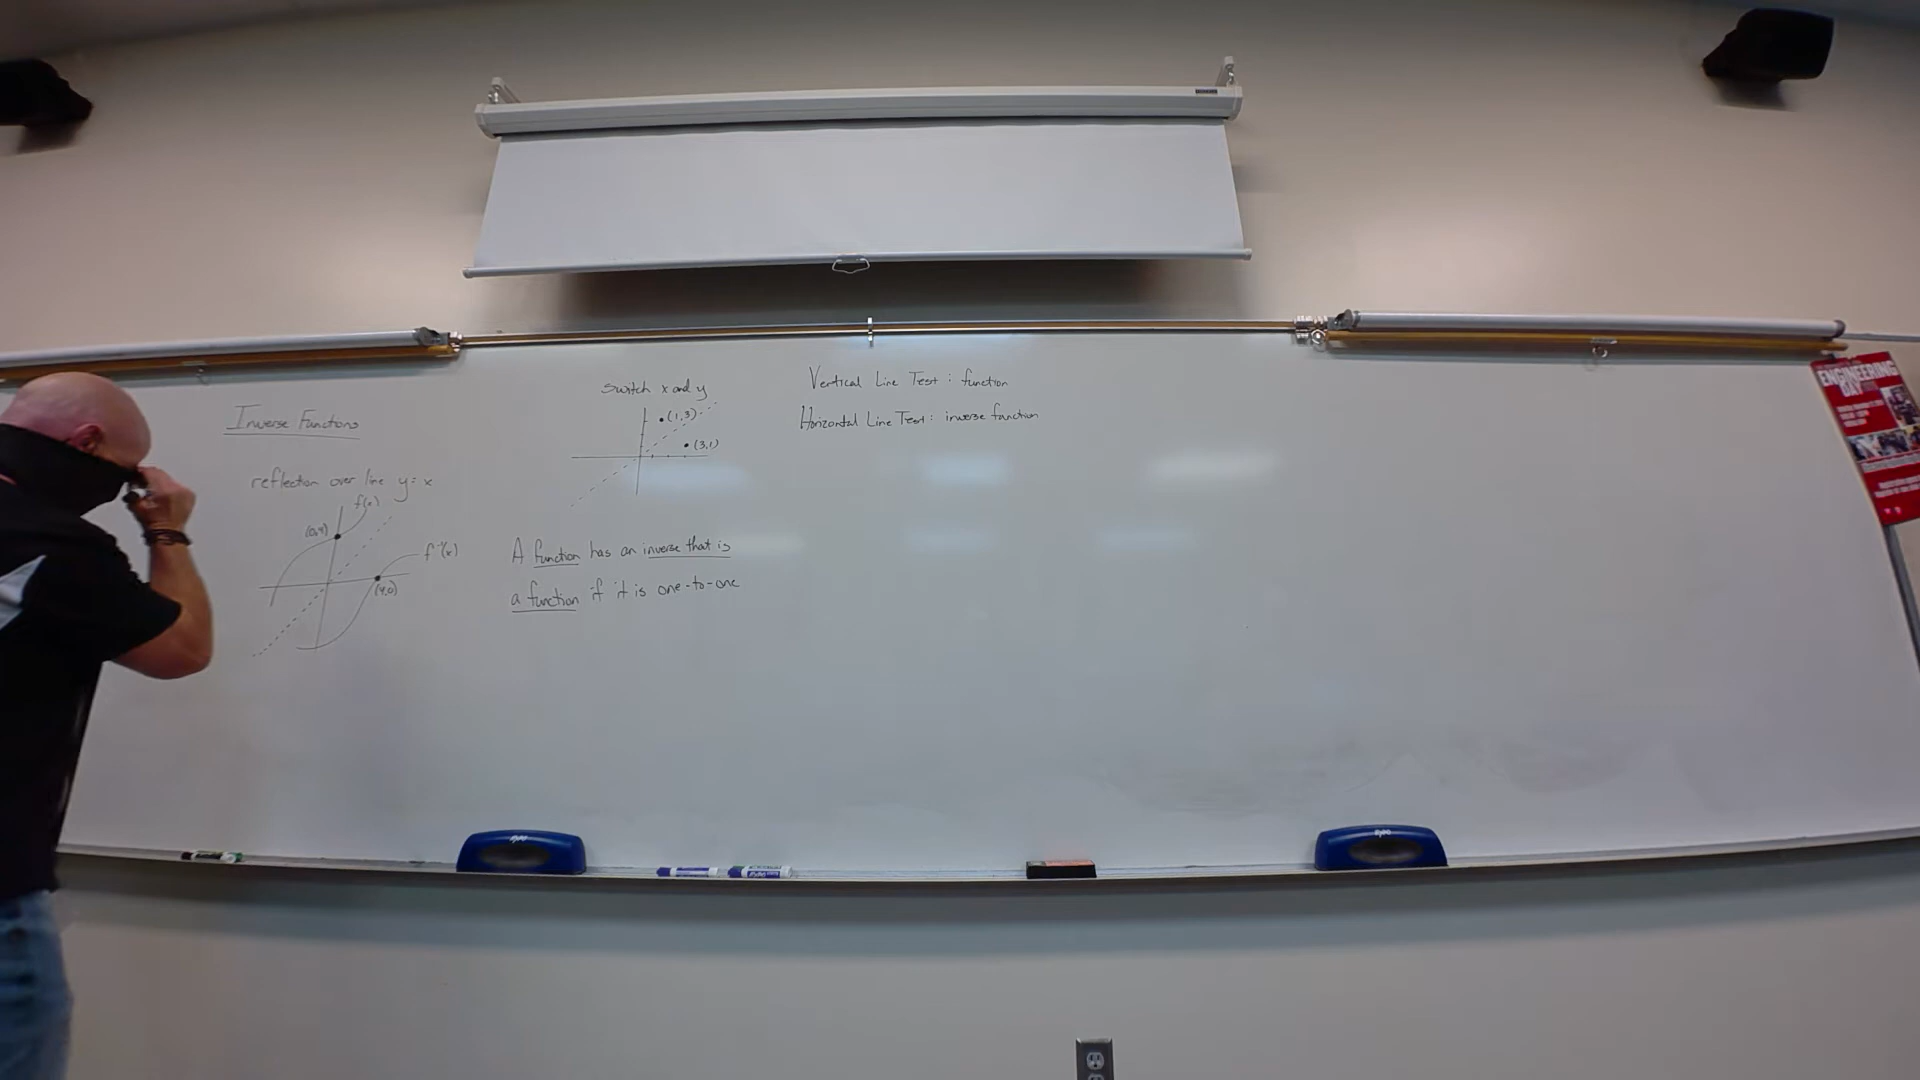 Inverse Functions
reflection over line y = x
f(x)
(0,4)
f⁻¹(x)
(4,0)
switch x and y
(1,3)
(3,1)
A function has an inverse that is
a function if it is one-to-one
Vertical Line Test : function
Horizontal Line Test : inverse function
ENGINEERING
DAY
expo
expo